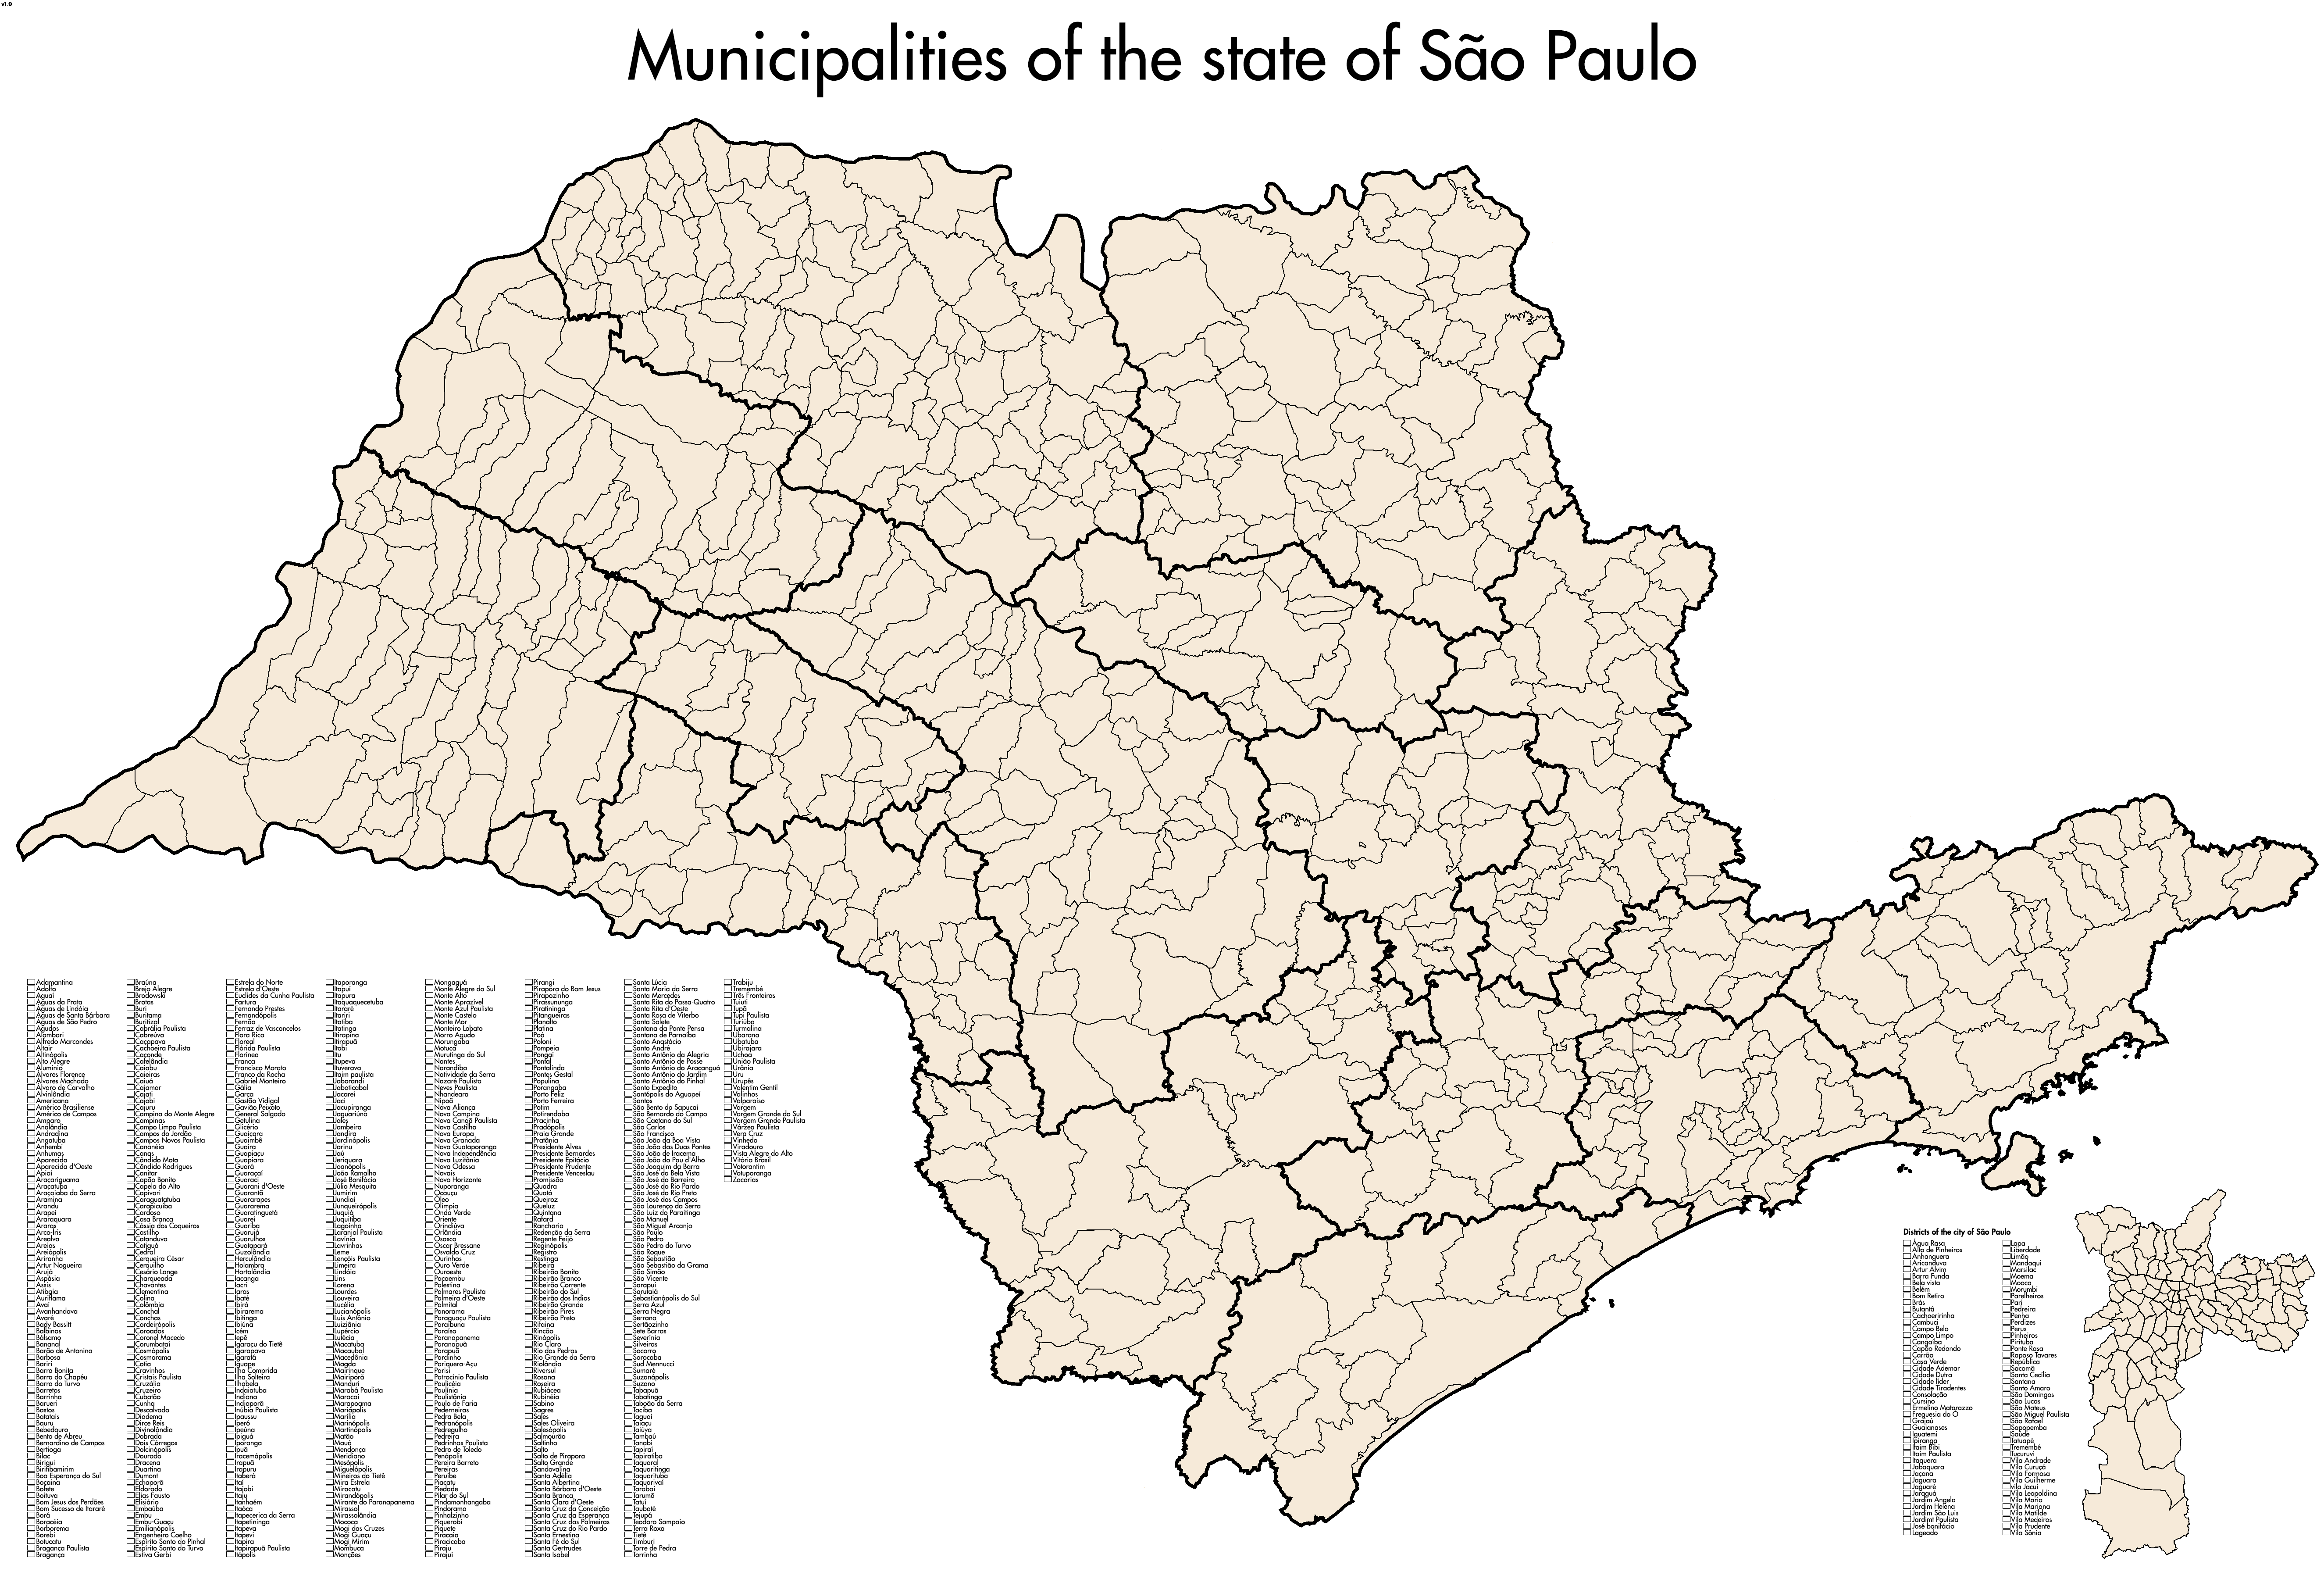 v1.0
Municipalities of the state of São Paulo
Adamantina
Adolfo
Aguaí
Águas da Prata
Águas de Lindóia
Águas de Santa Bárbara
Águas de São Pedro
Agudos
Alambari
Alfredo Marcondes
Altair
Altinópolis
Alto Alegre
Alumínio
Álvares Florence
Álvares Machado
Álvaro de Carvalho
Alvinlândia
Americana
Américo Brasiliense
Américo de Campos
Amparo
Analândia
Andradina
Angatuba
Anhembi
Anhumas
Aparecida
Aparecida d'Oeste
Apiaí
Araçariguama
Araçatuba
Araçoiaba da Serra
Aramina
Arandu
Arapeí
Araraquara
Araras
Arco-Íris
Arealva
Areias
Areiópolis
Ariranha
Artur Nogueira
Arujá
Aspásia
Assis
Atibaia
Auriflama
Avaí
Avanhandava
Avaré
Bady Bassitt
Balbinos
Bálsamo
Bananal
Barão de Antonina
Barbosa
Bariri
Barra Bonita
Barra do Chapéu
Barra do Turvo
Barretos
Barrinha
Barueri
Bastos
Batatais
Bauru
Bebedouro
Bento de Abreu
Bernardino de Campos
Bertioga
Bilac
Birigui
Biritibamirim
Boa Esperança do Sul
Bocaina
Bofete
Boituva
Bom Jesus dos Perdões
Bom Sucesso de Itararé
Borá
Boracéia
Borborema
Borebi
Botucatu
Bragança Paulista
Bragança
Braúna
Brejo Alegre
Brodowski
Brotas
Buri
Buritama
Buritizal
Cabrália Paulista
Cabreúva
Caçapava
Cachoeira Paulista
Caconde
Cafelândia
Caiabu
Caieiras
Caiuá
Cajamar
Cajati
Cajobi
Cajuru
Campina do Monte Alegre
Campinas
Campo Limpo Paulista
Campos do Jordão
Campos Novos Paulista
Cananéia
Canas
Cândido Mota
Cândido Rodrigues
Canitar
Capão Bonito
Capela do Alto
Capivari
Caraguatatuba
Carapicuíba
Cardoso
Casa Branca
Cássia dos Coqueiros
Castilho
Catanduva
Catiguá
Cedral
Cerqueira César
Cerquilho
Cesário Lange
Charqueada
Chavantes
Clementina
Colina
Colômbia
Conchal
Conchas
Cordeirópolis
Coroados
Coronel Macedo
Corumbataí
Cosmópolis
Cosmorama
Cotia
Cravinhos
Cristais Paulista
Cruzália
Cruzeiro
Cubatão
Cunha
Descalvado
Diadema
Dirce Reis
Divinolândia
Dobrada
Dois Córregos
Dolcinópolis
Dourado
Dracena
Duartina
Dumont
Echaporã
Eldorado
Elias Fausto
Elisiário
Embaúba
Embu
Embu-Guaçu
Emilianópolis
Engenheiro Coelho
Espírito Santo do Pinhal
Espírito Santo do Turvo
Estiva Gerbi
Estrela do Norte
Estrela d'Oeste
Euclides da Cunha Paulista
Fartura
Fernando Prestes
Fernandópolis
Fernão
Ferraz de Vasconcelos
Flora Rica
Floreal
Flórida Paulista
Florínea
Franca
Francisco Morato
Franco da Rocha
Gabriel Monteiro
Gália
Garça
Gastão Vidigal
Gavião Peixoto
General Salgado
Getulina
Glicério
Guaiçara
Guaimbê
Guaíra
Guapiaçu
Guapiara
Guará
Guaraçaí
Guaraci
Guarani d'Oeste
Guarantã
Guararapes
Guararema
Guaratinguetá
Guareí
Guariba
Guarujá
Guarulhos
Guatapará
Guzolândia
Herculândia
Holambra
Hortolândia
Iacanga
Iacri
Iaras
Ibaté
Ibirá
Ibirarema
Ibitinga
Ibiúna
Icém
Iepê
Igaraçu do Tietê
Igarapava
Igaratá
Iguape
Ilha Comprida
Ilha Solteira
Ilhabela
Indaiatuba
Indiana
Indiaporã
Inúbia Paulista
Ipaussu
Iperó
Ipeúna
Ipiguá
Iporanga
Ipuã
Iracemápolis
Irapuã
Irapuru
Itaberá
Itaí
Itajobi
Itaju
Itanhaém
Itaóca
Itapecerica da Serra
Itapetininga
Itapeva
Itapevi
Itapira
Itapirapuã Paulista
Itápolis
Itaporanga
Itapuí
Itapura
Itaquaquecetuba
Itararé
Itariri
Itatiba
Itatinga
Itirapina
Itirapuã
Itobi
Itu
Itupeva
Ituverava
Itaim paulista
Jaborandi
Jaboticabal
Jacareí
Jaci
Jacupiranga
Jaguariúna
Jales
Jambeiro
Jandira
Jardinópolis
Jarinu
Jaú
Jeriquara
Joanópolis
João Ramalho
José Bonifácio
Júlio Mesquita
Jumirim
Jundiaí
Junqueirópolis
Juquiá
Juquitiba
Lagoinha
Laranjal Paulista
Lavínia
Lavrinhas
Leme
Lençóis Paulista
Limeira
Lindóia
Lins
Lorena
Lourdes
Louveira
Lucélia
Lucianópolis
Luís Antônio
Luiziânia
Lupércio
Lutécia
Macatuba
Macaubal
Macedônia
Magda
Mairinque
Mairiporã
Manduri
Marabá Paulista
Maracaí
Marapoama
Mariápolis
Marília
Marinópolis
Martinópolis
Matão
Mauá
Mendonça
Meridiano
Mesópolis
Miguelópolis
Mineiros do Tietê
Mira Estrela
Miracatu
Mirandópolis
Mirante do Paranapanema
Mirassol
Mirassolândia
Mococa
Mogi das Cruzes
Mogi Guaçu
Mogi Mirim
Mombuca
Monções
Mongaguá
Monte Alegre do Sul
Monte Alto
Monte Aprazível
Monte Azul Paulista
Monte Castelo
Monte Mor
Monteiro Lobato
Morro Agudo
Morungaba
Motuca
Murutinga do Sul
Nantes
Narandiba
Natividade da Serra
Nazaré Paulista
Neves Paulista
Nhandeara
Nipoã
Nova Aliança
Nova Campina
Nova Canaã Paulista
Nova Castilho
Nova Europa
Nova Granada
Nova Guataporanga
Nova Independência
Nova Luzitânia
Nova Odessa
Novais
Novo Horizonte
Nuporanga
Ocauçu
Óleo
Olímpia
Onda Verde
Oriente
Orindiúva
Orlândia
Osasco
Oscar Bressane
Osvaldo Cruz
Ourinhos
Ouro Verde
Ouroeste
Pacaembu
Palestina
Palmares Paulista
Palmeira d'Oeste
Palmital
Panorama
Paraguaçu Paulista
Paraibuna
Paraíso
Paranapanema
Paranapuã
Parapuã
Pardinho
Pariquera-Açu
Parisi
Patrocínio Paulista
Paulicéia
Paulínia
Paulistânia
Paulo de Faria
Pederneiras
Pedra Bela
Pedranópolis
Pedregulho
Pedreira
Pedrinhas Paulista
Pedro de Toledo
Penápolis
Pereira Barreto
Pereiras
Peruíbe
Piacatu
Piedade
Pilar do Sul
Pindamonhangaba
Pindorama
Pinhalzinho
Piquerobi
Piquete
Piracaia
Piracicaba
Piraju
Pirajuí
Pirangi
Pirapora do Bom Jesus
Pirapozinho
Pirassununga
Piratininga
Pitangueiras
Planalto
Platina
Poá
Poloni
Pompeia
Pongaí
Pontal
Pontalinda
Pontes Gestal
Populina
Porangaba
Porto Feliz
Porto Ferreira
Potim
Potirendaba
Pracinha
Pradópolis
Praia Grande
Pratânia
Presidente Alves
Presidente Bernardes
Presidente Epitácio
Presidente Prudente
Presidente Venceslau
Promissão
Quadra
Quatá
Queiroz
Queluz
Quintana
Rafard
Rancharia
Redenção da Serra
Regente Feijó
Reginópolis
Registro
Restinga
Ribeira
Ribeirão Bonito
Ribeirão Branco
Ribeirão Corrente
Ribeirão do Sul
Ribeirão dos Índios
Ribeirão Grande
Ribeirão Pires
Ribeirão Preto
Rifaina
Rincão
Rinópolis
Rio Claro
Rio das Pedras
Rio Grande da Serra
Riolândia
Riversul
Rosana
Roseira
Rubiácea
Rubinéia
Sabino
Sagres
Sales
Sales Oliveira
Salesópolis
Salmourão
Saltinho
Salto
Salto de Pirapora
Salto Grande
Sandovalina
Santa Adélia
Santa Albertina
Santa Bárbara d'Oeste
Santa Branca
Santa Clara d'Oeste
Santa Cruz da Conceição
Santa Cruz da Esperança
Santa Cruz das Palmeiras
Santa Cruz do Rio Pardo
Santa Ernestina
Santa Fé do Sul
Santa Gertrudes
Santa Isabel
Santa Lúcia
Santa Maria da Serra
Santa Mercedes
Santa Rita do Passa-Quatro
Santa Rita d'Oeste
Santa Rosa de Viterbo
Santa Salete
Santana da Ponte Pensa
Santana de Parnaíba
Santo Anastácio
Santo André
Santo Antônio da Alegria
Santo Antônio de Posse
Santo Antônio do Aracanguá
Santo Antônio do Jardim
Santo Antônio do Pinhal
Santo Expedito
Santópolis do Aguapeí
Santos
São Bento do Sapucaí
São Bernardo do Campo
São Caetano do Sul
São Carlos
São Francisco
São João da Boa Vista
São João das Duas Pontes
São João de Iracema
São João do Pau d'Alho
São Joaquim da Barra
São José da Bela Vista
São José do Barreiro
São José do Rio Pardo
São José do Rio Preto
São José dos Campos
São Lourenço da Serra
São Luiz do Paraitinga
São Manuel
São Miguel Arcanjo
São Paulo
São Pedro
São Pedro do Turvo
São Roque
São Sebastião
São Sebastião da Grama
São Simão
São Vicente
Sarapuí
Sarutaiá
Sebastianópolis do Sul
Serra Azul
Serra Negra
Serrana
Sertãozinho
Sete Barras
Severínia
Silveiras
Socorro
Sorocaba
Sud Mennucci
Sumaré
Suzanápolis
Suzano
Tabapuã
Tabatinga
Taboão da Serra
Taciba
Taguaí
Taiaçu
Taiúva
Tambaú
Tanabi
Tapiraí
Tapiratiba
Taquaral
Taquaritinga
Taquarituba
Taquarivaí
Tarabai
Tarumã
Tatuí
Taubaté
Tejupá
Teodoro Sampaio
Terra Roxa
Tietê
Timburi
Torre de Pedra
Torrinha
Trabiju
Tremembé
Três Fronteiras
Tuiuti
Tupã
Tupi Paulista
Turiúba
Turmalina
Ubarana
Ubatuba
Ubirajara
Uchoa
União Paulista
Urânia
Uru
Urupês
Valentim Gentil
Valinhos
Valparaíso
Vargem
Vargem Grande do Sul
Vargem Grande Paulista
Várzea Paulista
Vera Cruz
Vinhedo
Viradouro
Vista Alegre do Alto
Vitória Brasil
Votorantim
Votuporanga
Zacarias
Districts of the city of São Paulo
Água Rasa
Alto de Pinheiros
Anhanguera
Aricanduva
Artur Alvim
Barra Funda
Bela vista
Belém
Bom Retiro
Brás
Butantã
Cachoeirinha
Cambuci
Campo Belo
Campo Limpo
Cangaíba
Capão Redondo
Carrão
Casa Verde
Cidade Ademar
Cidade Dutra
Cidade líder
Cidade Tiradentes
Consolação
Cursino
Ermelino Matarazzo
Freguesia do Ó
Grajaú
Guaianases
Iguatemi
Ipiranga
Itaim Bibi
Itaim Paulista
Itaquera
Jabaquara
Jaçanã
Jaguara
Jaguaré
Jaraguá
Jardim Ângela
Jardim Helena
Jardim São Luís
Jardint Paulista
José bonifácio
Lageado
Lapa
Liberdade
Limão
Mandaqui
Marsilac
Moema
Mooca
Morumbi
Parelheiros
Pari
Pedreira
Penha
Perdizes
Perus
Pinheiros
Pirituba
Ponte Rasa
Raposo Tavares
República
Sacomã
Santa Cecília
Santana
Santo Amaro
São Domingos
São Lucas
São Mateus
São Miguel Paulista
São Rafael
Sapopemba
Saúde
Tatuapé
Tremembé
Tucuruvi
Vila Andrade
Vila Curuçá
Vila Formosa
Vila Guilherme
vila Jacuí
Vila Leopoldina
Vila Maria
Vila Mariana
Vila Matilde
Vila Medeiros
Vila Prudente
Vila Sônia